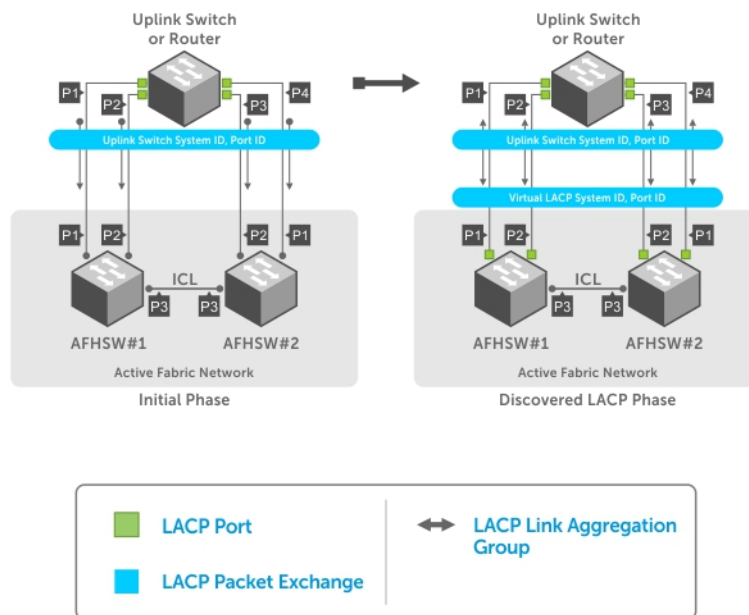 Uplink Switch
or Router
P1
P2
P3
P4
Uplink Switch System ID, Port ID
P1
P2
P2
P1
ICL
P3
P3
AFHSW#1
AFHSW#2
Active Fabric Network
Initial Phase
Uplink Switch
or Router
P1
P2
P3
P4
Uplink Switch System ID, Port ID
Virtual LACP System ID, Port ID
P1
P2
P2
P1
ICL
P3
P3
AFHSW#1
AFHSW#2
Active Fabric Network
Discovered LACP Phase
LACP Port
LACP Packet Exchange
LACP Link Aggregation
Group